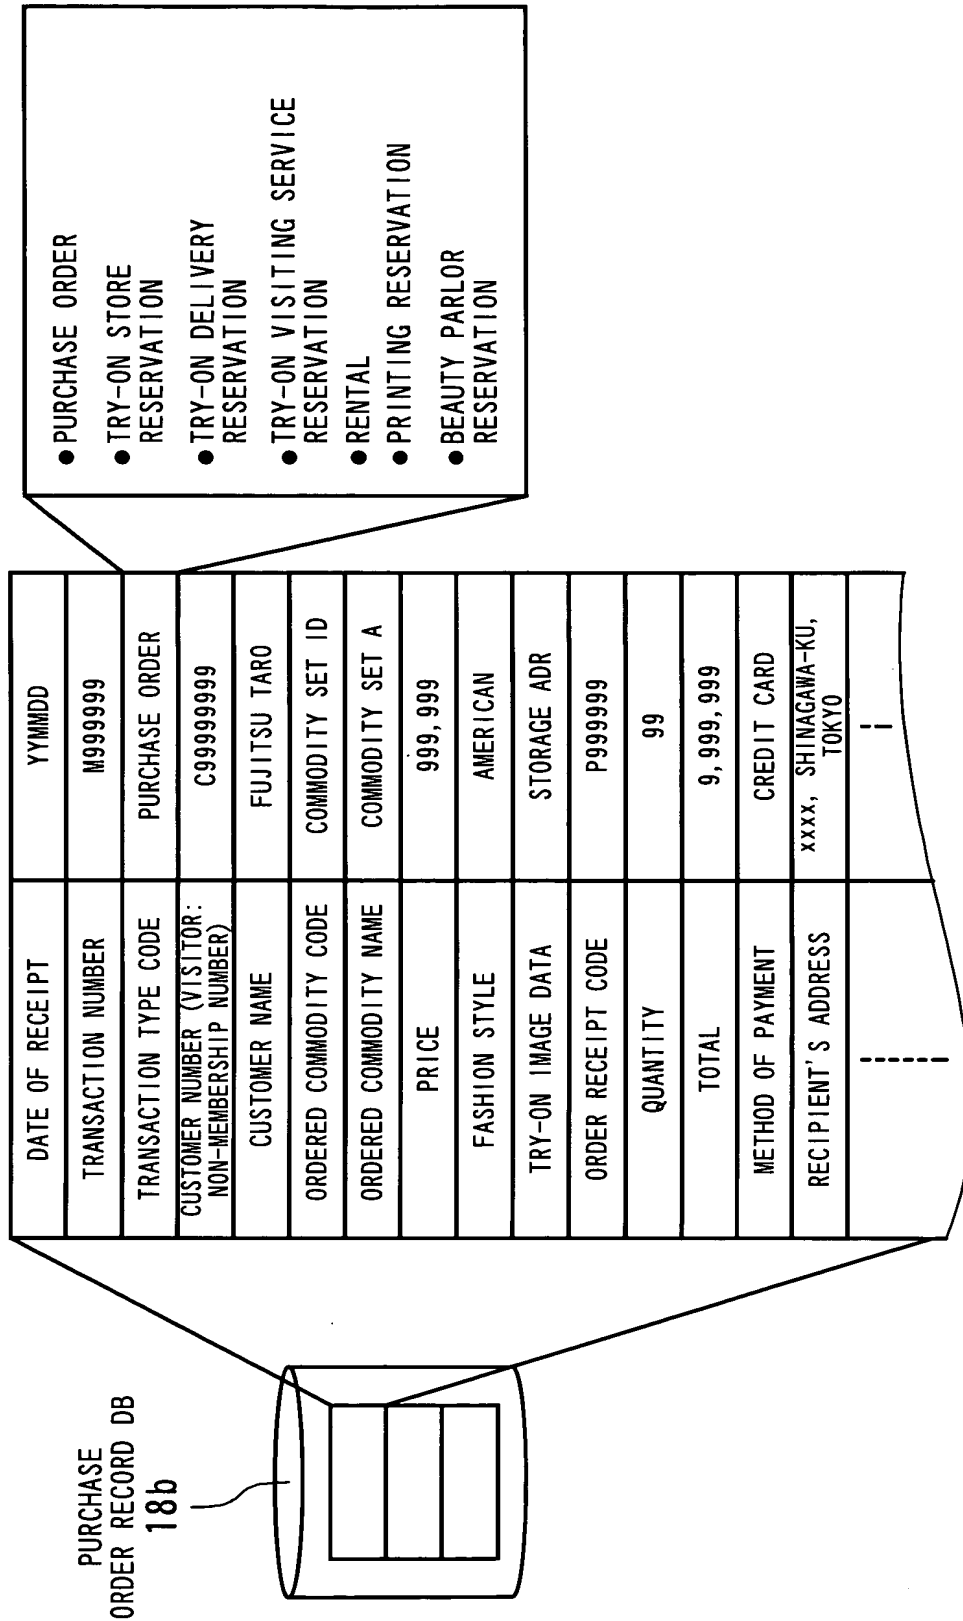 PURCHASE
ORDER RECORD DB
18b
DATE OF RECEIPT
YYMMDD
TRANSACTION NUMBER
M999999
TRANSACTION TYPE CODE
PURCHASE ORDER
CUSTOMER NUMBER (VISITOR:
NON-MEMBERSHIP NUMBER)
C99999999
CUSTOMER NAME
FUJITSU TARO
ORDERED COMMODITY CODE
COMMODITY SET ID
ORDERED COMMODITY NAME
COMMODITY SET A
PRICE
999,999
FASHION STYLE
AMERICAN
TRY-ON IMAGE DATA
STORAGE ADR
ORDER RECEIPT CODE
P999999
QUANTITY
99
TOTAL
9,999,999
METHOD OF PAYMENT
CREDIT CARD
RECIPIENT'S ADDRESS
xxxx, SHINAGAWA-KU,
TOKYO
● PURCHASE ORDER
● TRY-ON STORE
RESERVATION
● TRY-ON DELIVERY
RESERVATION
● TRY-ON VISITING SERVICE
RESERVATION
● RENTAL
● PRINTING RESERVATION
● BEAUTY PARLOR
RESERVATION